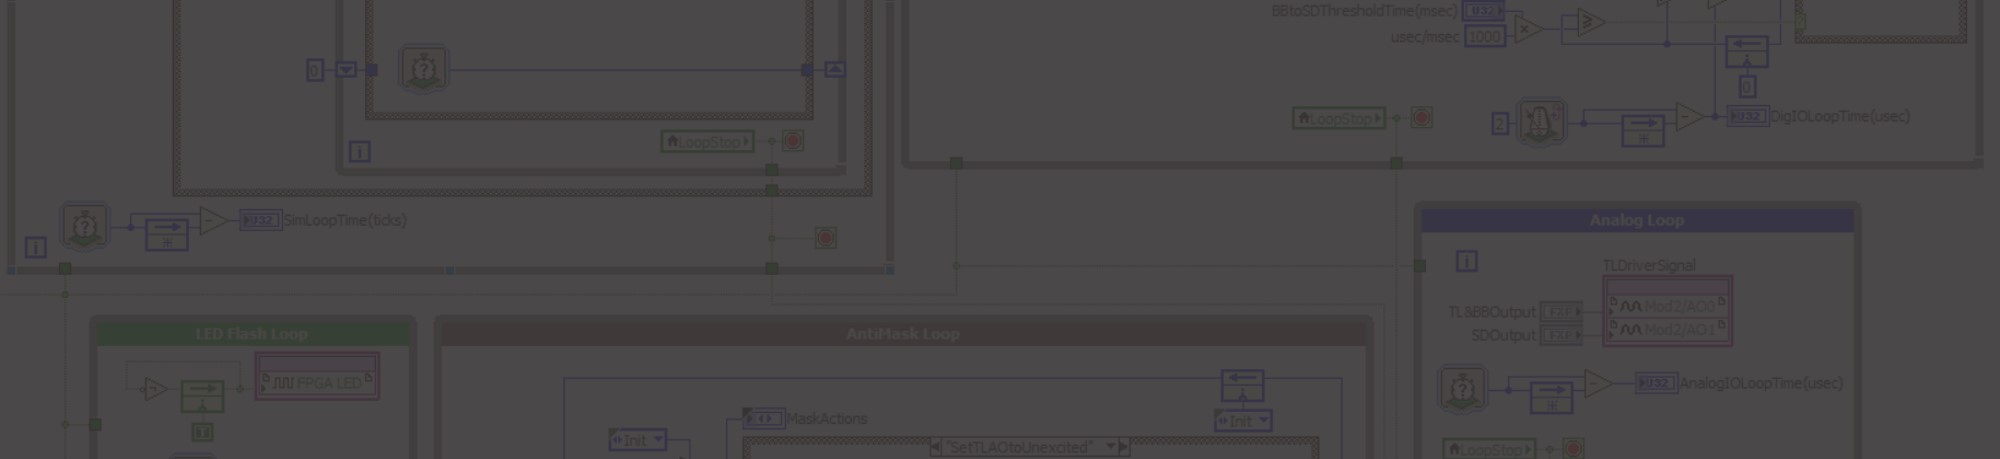 BBtoSDThresholdTime(msec) U32
usec/msec 1000
0
?
0
LoopStop
i
LoopStop
2
U32 DigIOLoopTime(usec)
?
U32 SimLoopTime(ticks)
i
Analog Loop
i
TLDriverSignal
TL&BBOutput FXP Mod2/AO0
SDOutput FXP Mod2/AO1
LED Flash Loop
AntiMask Loop
FPGA LED
?
U32 AnalogIOLoopTime(usec)
MaskActions
Init
Init
"SetTLAOtoUnexcited"
LoopStop